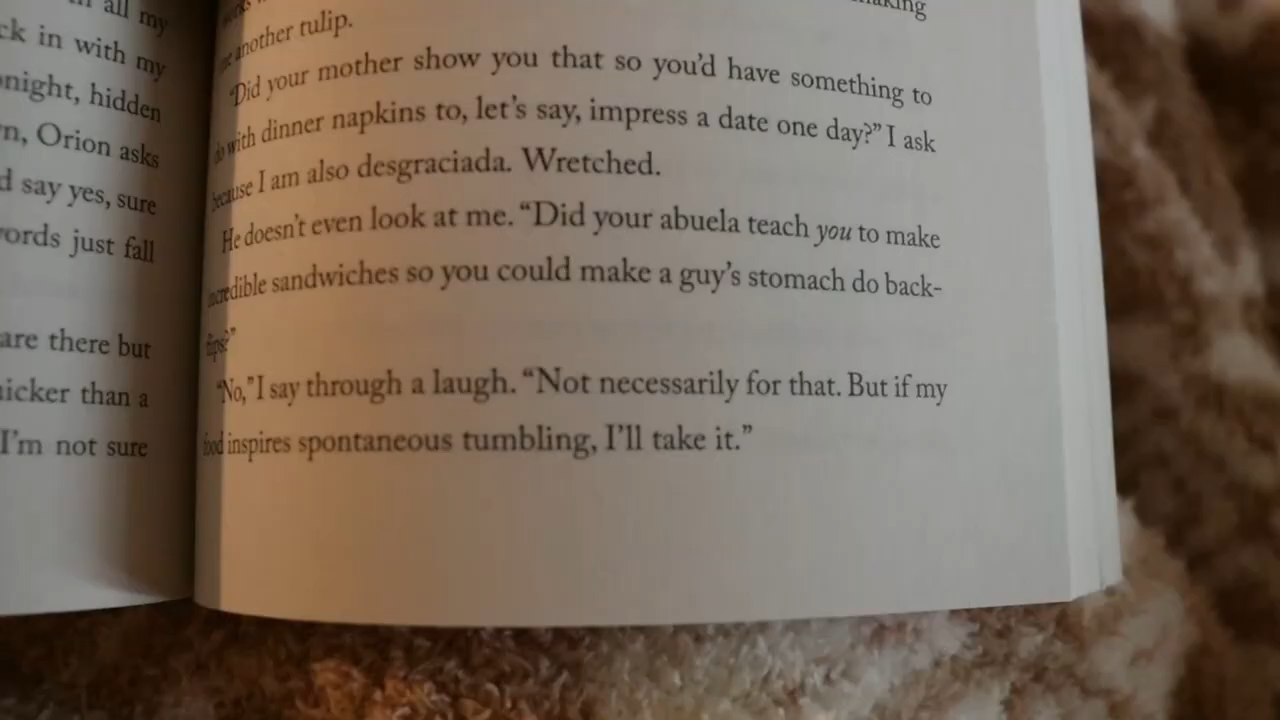 all my
in with my
night, hidden
Orion asks
say yes, sure
just fall
are there but
than a
I'm not sure
another tulip.
"Did your mother show you that so you'd have something to
do with dinner napkins to, let's say, impress a date one day?" I ask
because I am also desgraciada. Wretched.
He doesn't even look at me. "Did your abuela teach you to make
incredible sandwiches so you could make a guy's stomach do back-
flips?"
"No," I say through a laugh. "Not necessarily for that. But if my
food inspires spontaneous tumbling, I'll take it."